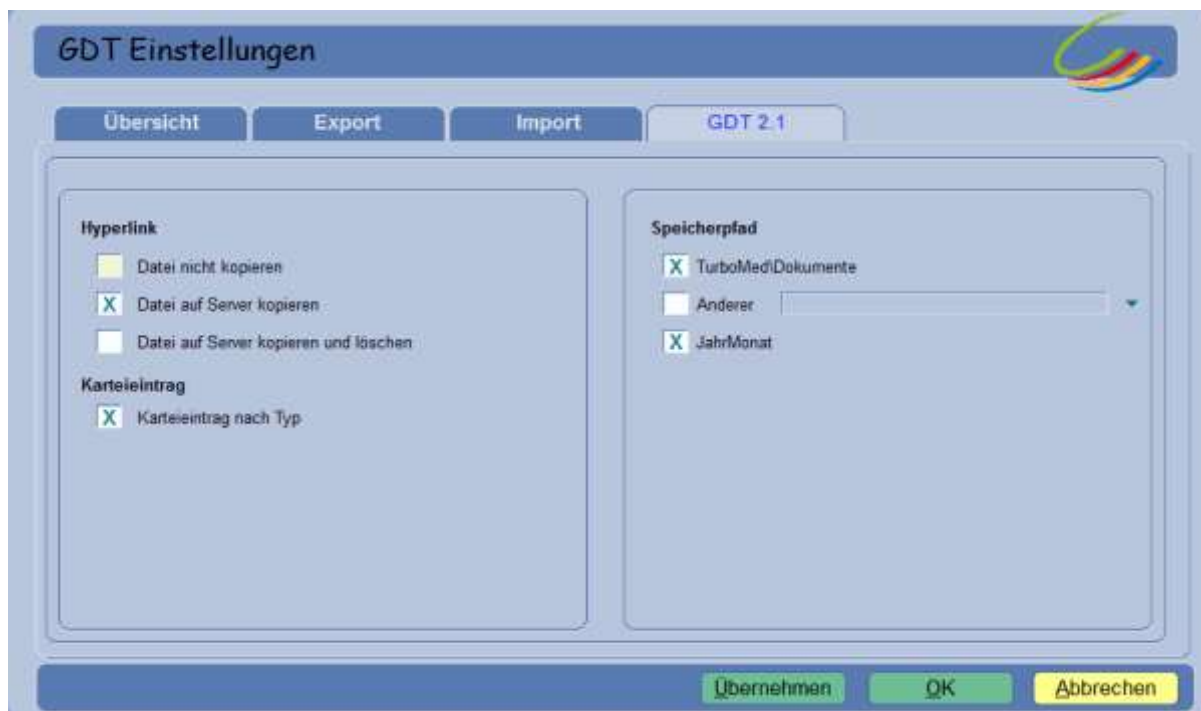 GDT Einstellungen
Übersicht
Export
Import
GDT 2.1
Hyperlink
Datei nicht kopieren
X Datei auf Server kopieren
Datei auf Server kopieren und löschen
Karteieintrag
X Karteieintrag nach Typ
Speicherpfad
X TurboMed\Dokumente
Anderer
X JahrMonat
Übernehmen
OK
Abbrechen